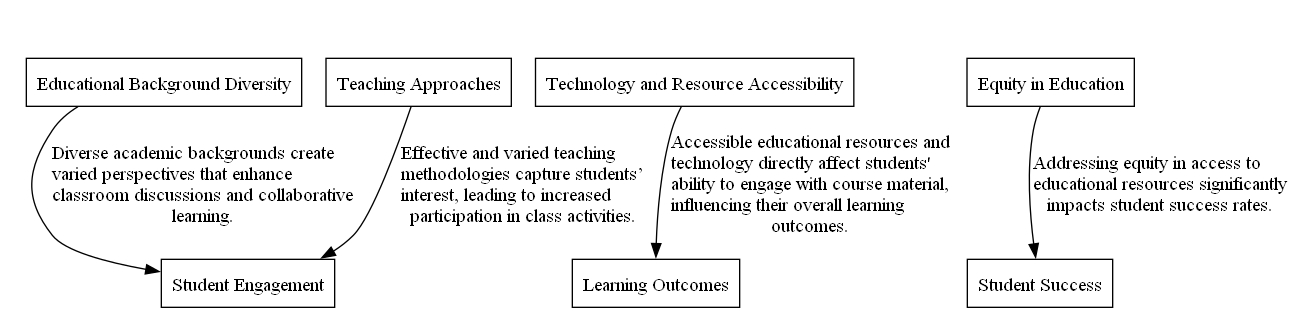 Educational Background Diversity
Teaching Approaches
Technology and Resource Accessibility
Equity in Education
Diverse academic backgrounds create
varied perspectives that enhance
classroom discussions and collaborative
learning.
Effective and varied teaching
methodologies capture students’
interest, leading to increased
participation in class activities.
Accessible educational resources and
technology directly affect students'
ability to engage with course material,
influencing their overall learning
outcomes.
Addressing equity in access to
educational resources significantly
impacts student success rates.
Student Engagement
Learning Outcomes
Student Success